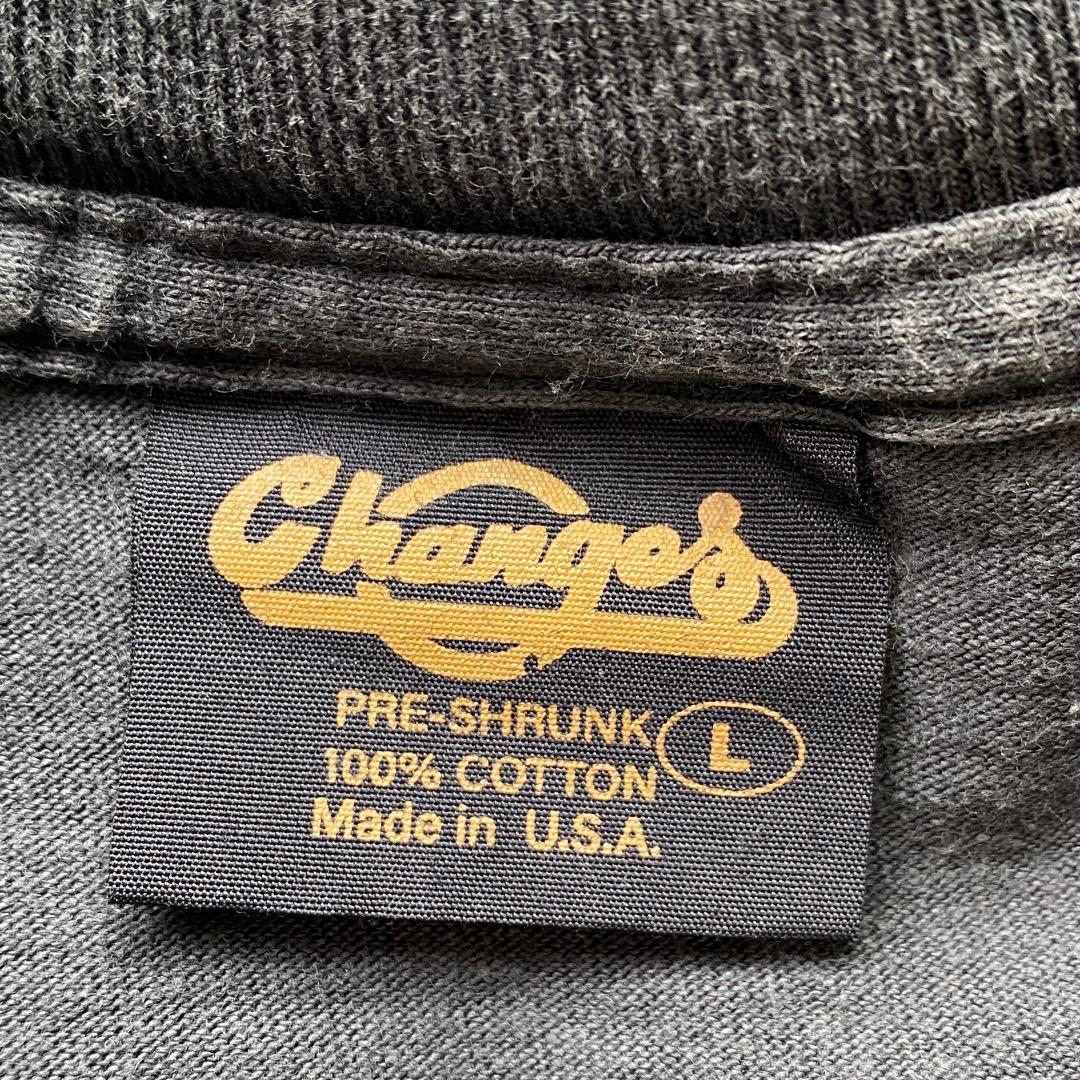 Changes
PRE-SHRUNK
100% COTTON
L
Made in U.S.A.